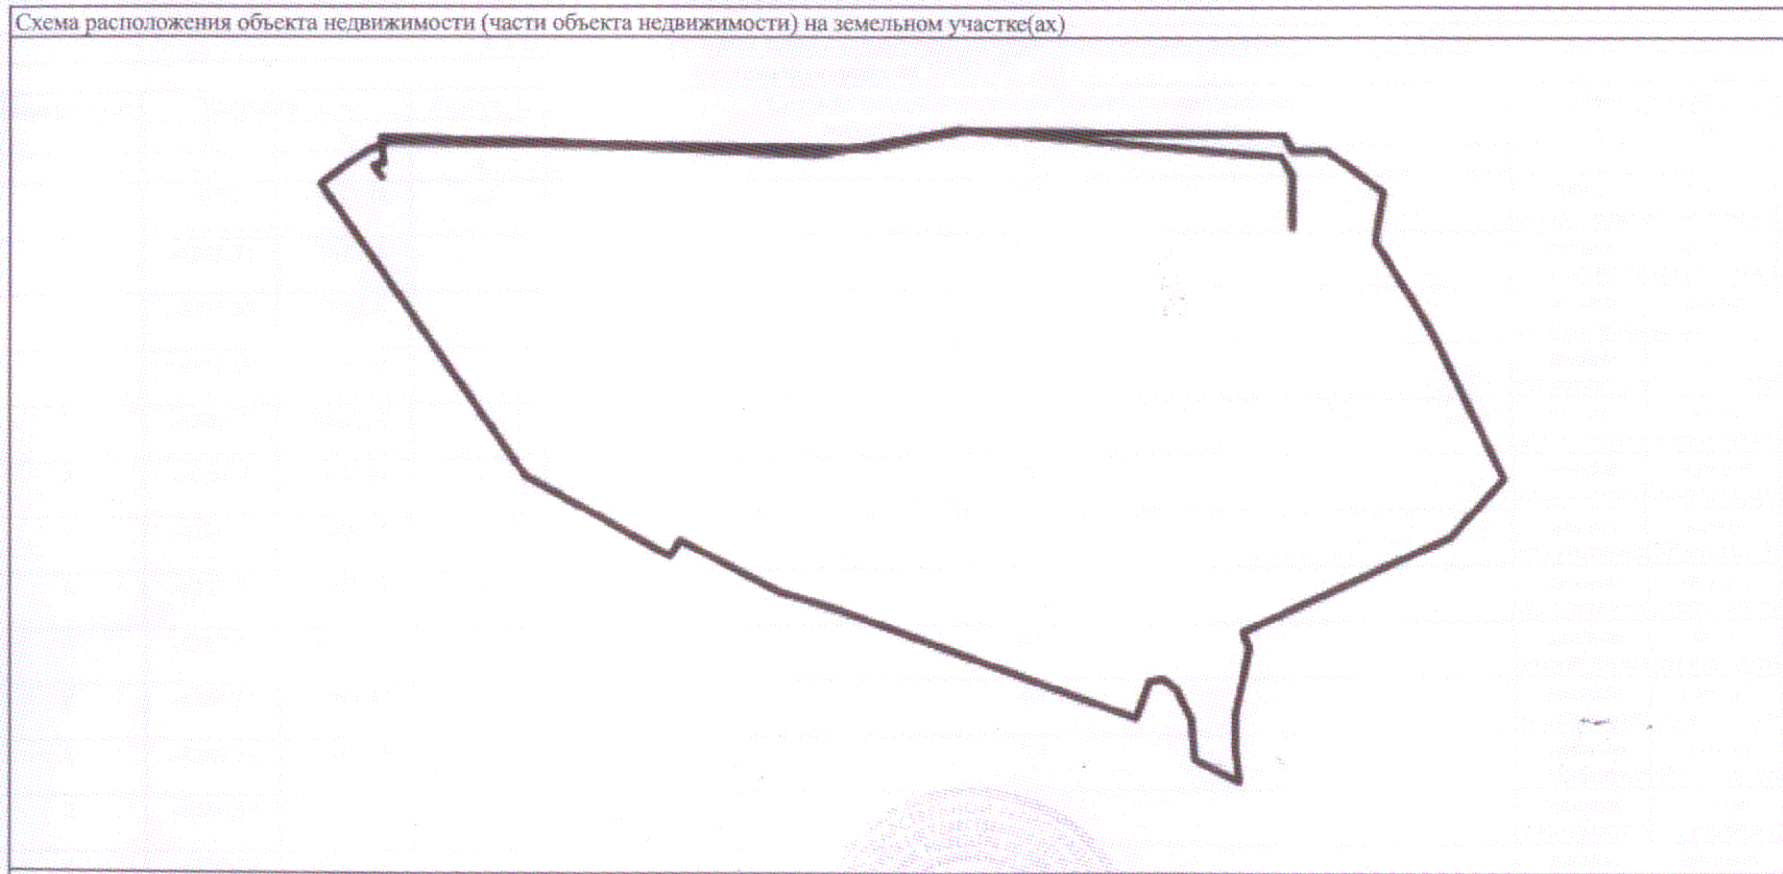 Схема расположения объекта недвижимости (части объекта недвижимости) на земельном участке(ах)